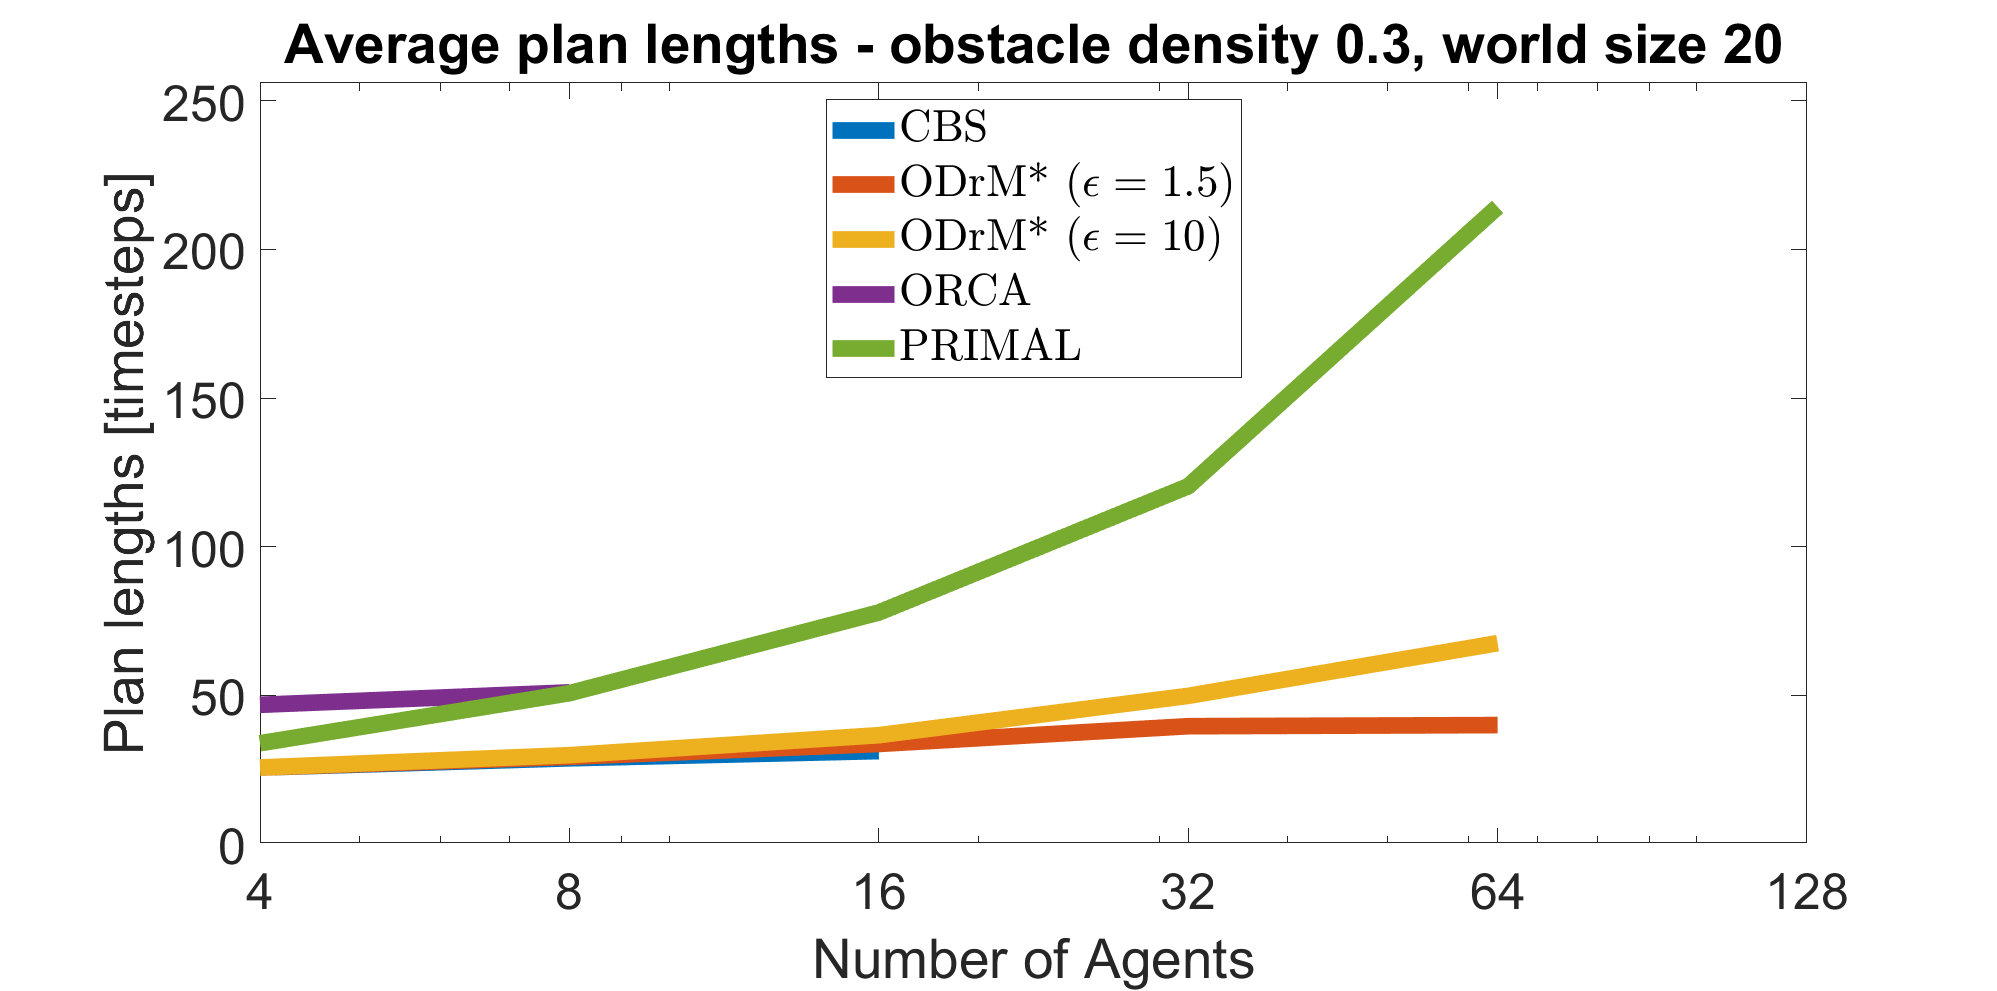 Average plan lengths - obstacle density 0.3, world size 20
Plan lengths [timesteps]
250
200
150
100
50
0
CBS
ODrM* (ϵ = 1.5)
ODrM* (ϵ = 10)
ORCA
PRIMAL
4 8 16 32 64 128
Number of Agents